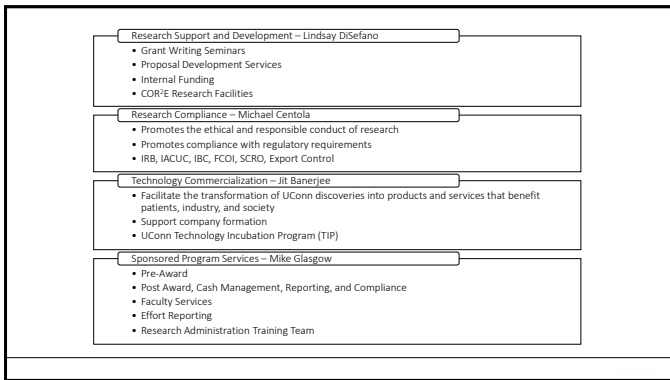 Research Support and Development – Lindsay DiSefano
• Grant Writing Seminars
• Proposal Development Services
• Internal Funding
• COR²E Research Facilities
Research Compliance – Michael Centola
• Promotes the ethical and responsible conduct of research
• Promotes compliance with regulatory requirements
• IRB, IACUC, IBC, FCOI, SCRO, Export Control
Technology Commercialization – Jit Banerjee
• Facilitate the transformation of UConn discoveries into products and services that benefit
patients, industry, and society
• Support company formation
• UConn Technology Incubation Program (TIP)
Sponsored Program Services – Mike Glasgow
• Pre-Award
• Post Award, Cash Management, Reporting, and Compliance
• Faculty Services
• Effort Reporting
• Research Administration Training Team